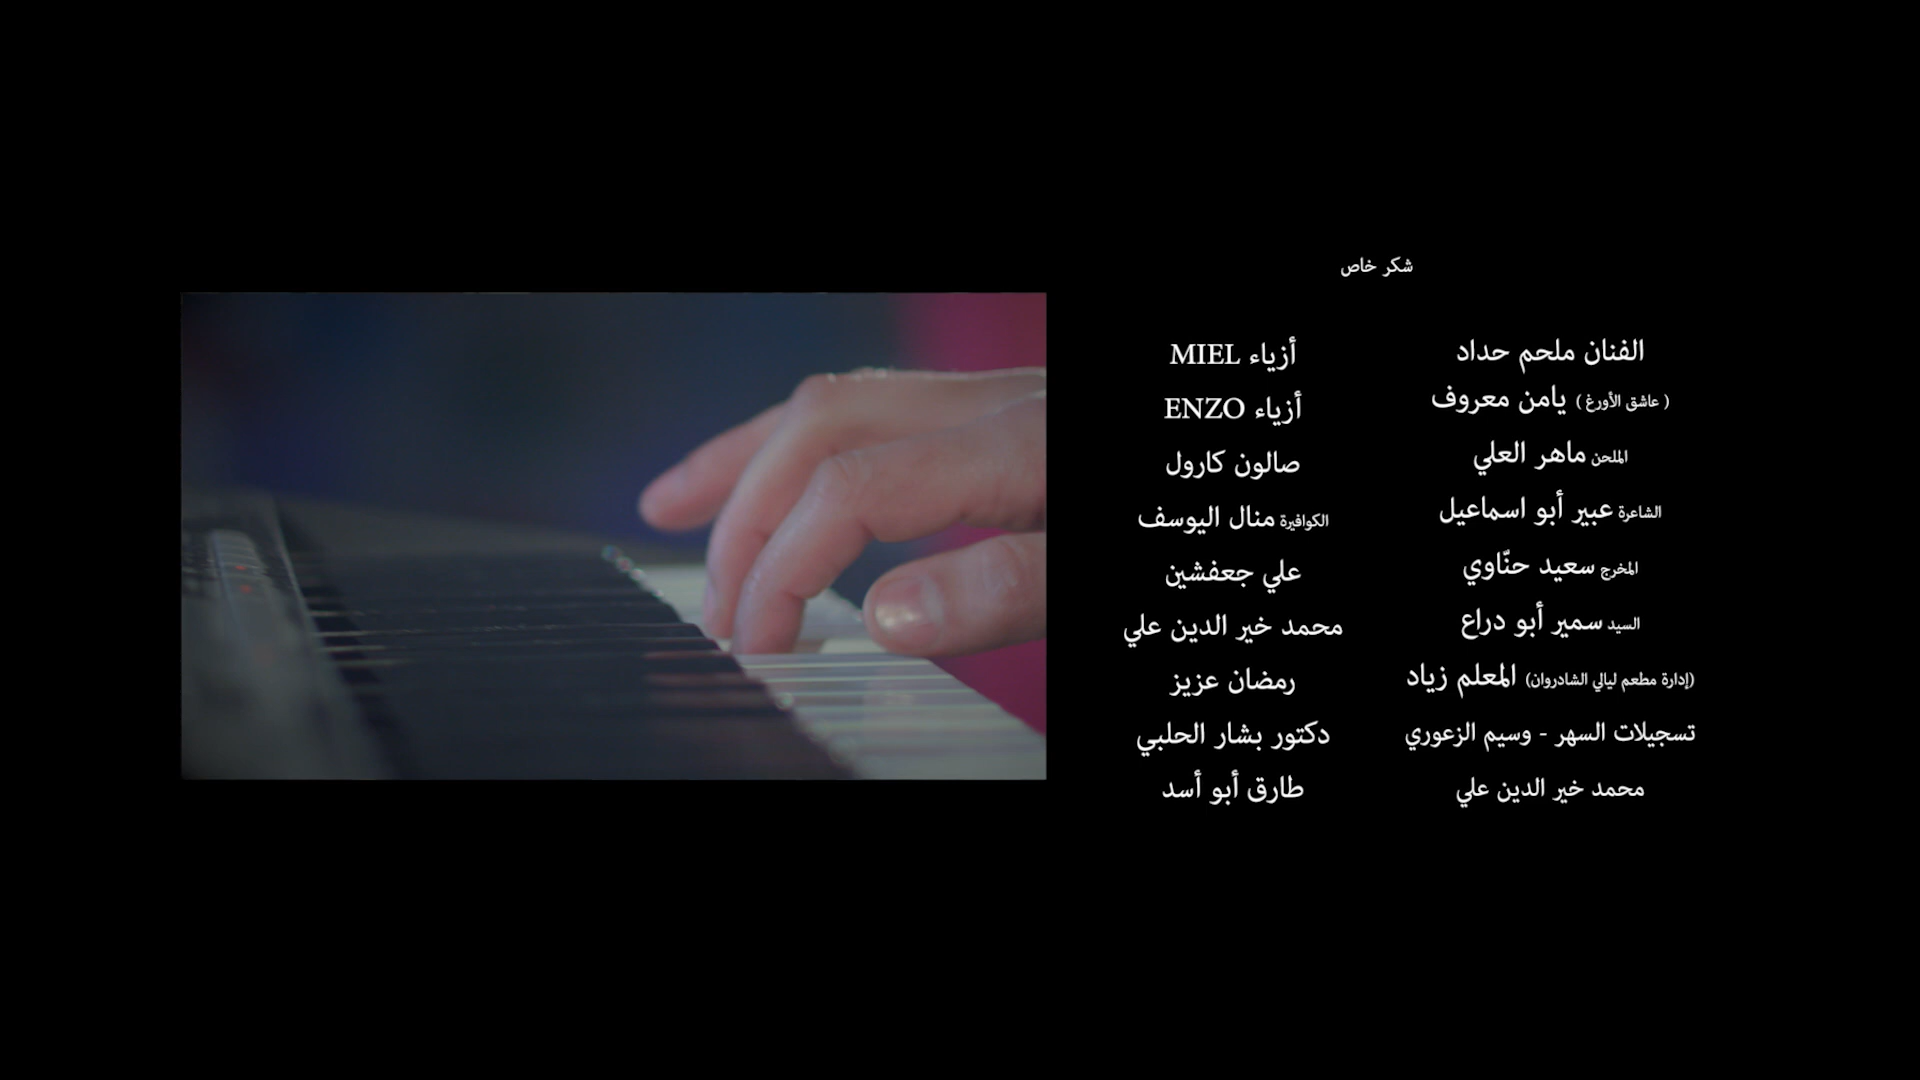 شكر خاص
الفنان ملحم حداد
( عاشق الأورغ ) يامن معروف
الملحن ماهر العلي
الشاعرة عبير أبو اسماعيل
المخرج سعيد حنّاوي
السيد سمير أبو دراع
(إدارة مطعم ليالي الشادروان) المعلم زياد
تسجيلات السهر - وسيم الزعوري
محمد خير الدين علي
أزياء MIEL
أزياء ENZO
صالون كارول
الكوافيرة منال اليوسف
علي جعفشين
محمد خير الدين علي
رمضان عزيز
دكتور بشار الحلبي
طارق أبو أسد